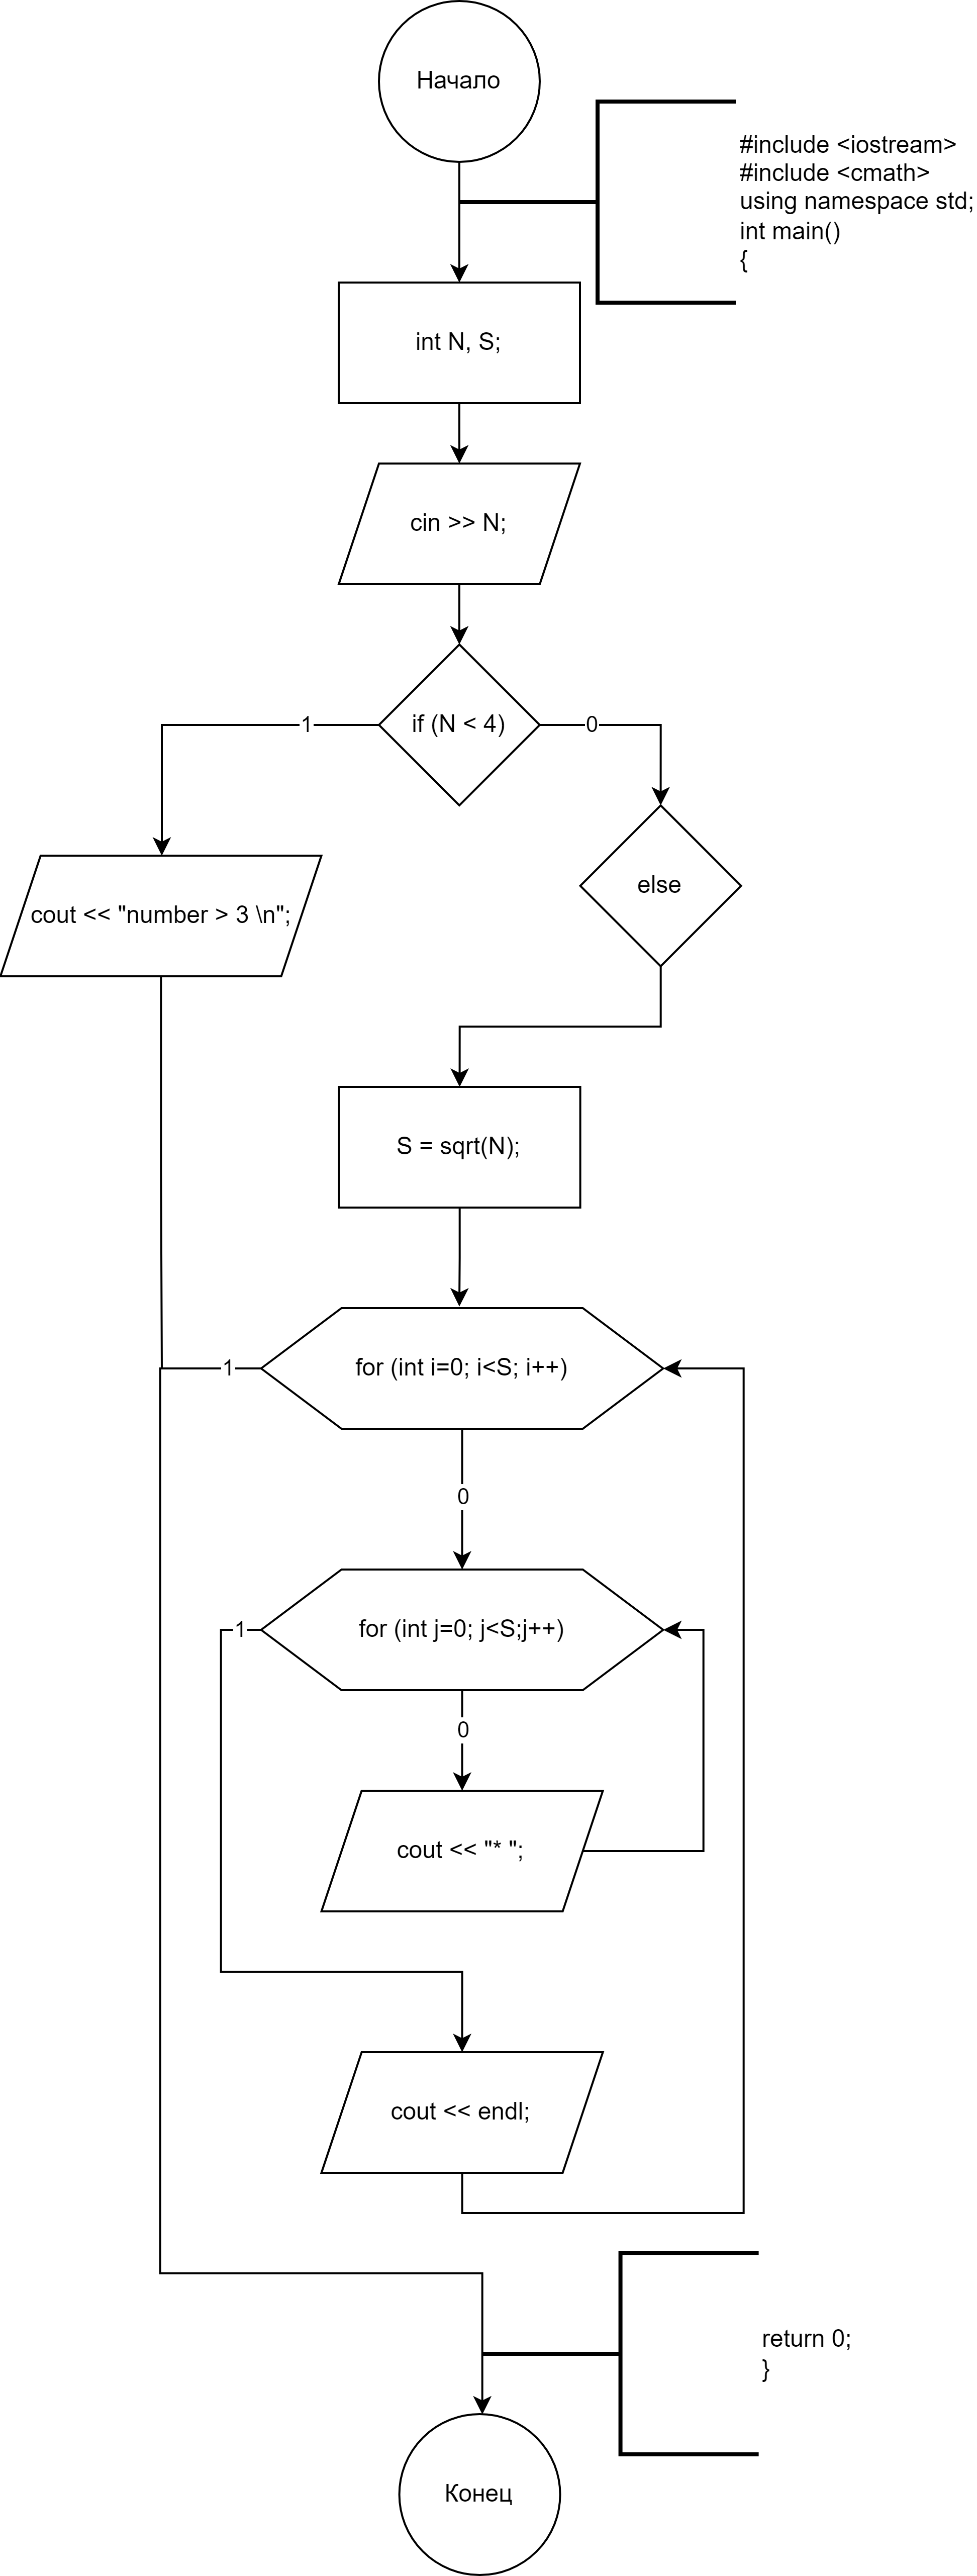 Начало
#include <iostream>
#include <cmath>
using namespace std;
int main()
{
int N, S;
cin >> N;
if (N < 4)
1
0
else
cout << "number > 3 \n";
S = sqrt(N);
for (int i=0; i<S; i++)
1
0
for (int j=0; j<S;j++)
1
0
cout << "* ";
cout << endl;
return 0;
}
Конец